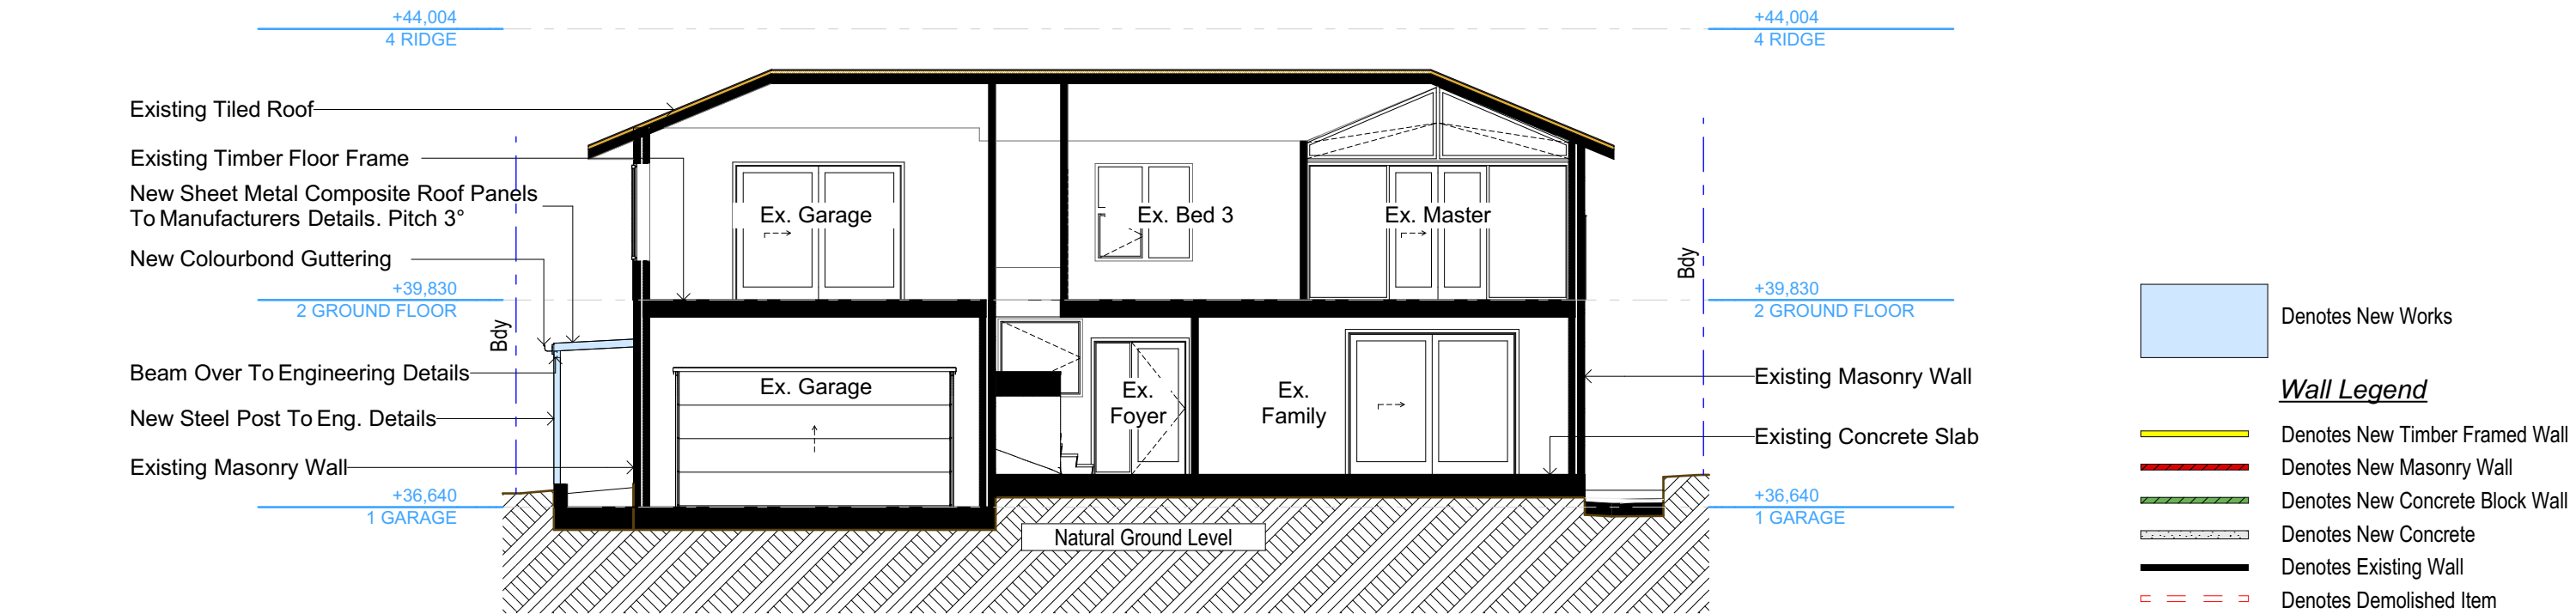 +44,004
4 RIDGE
+44,004
4 RIDGE
Existing Tiled Roof
Existing Timber Floor Frame
New Sheet Metal Composite Roof Panels
To Manufacturers Details. Pitch 3°
New Colourbond Guttering
+39,830
2 GROUND FLOOR
Bdy
Beam Over To Engineering Details
New Steel Post To Eng. Details
Existing Masonry Wall
+36,640
1 GARAGE
Ex. Garage
Ex. Bed 3
Ex. Master
Ex. Garage
Ex.
Foyer
Ex.
Family
Natural Ground Level
Bdy
+39,830
2 GROUND FLOOR
Existing Masonry Wall
Existing Concrete Slab
+36,640
1 GARAGE
Denotes New Works
Wall Legend
Denotes New Timber Framed Wall
Denotes New Masonry Wall
Denotes New Concrete Block Wall
Denotes New Concrete
Denotes Existing Wall
Denotes Demolished Item